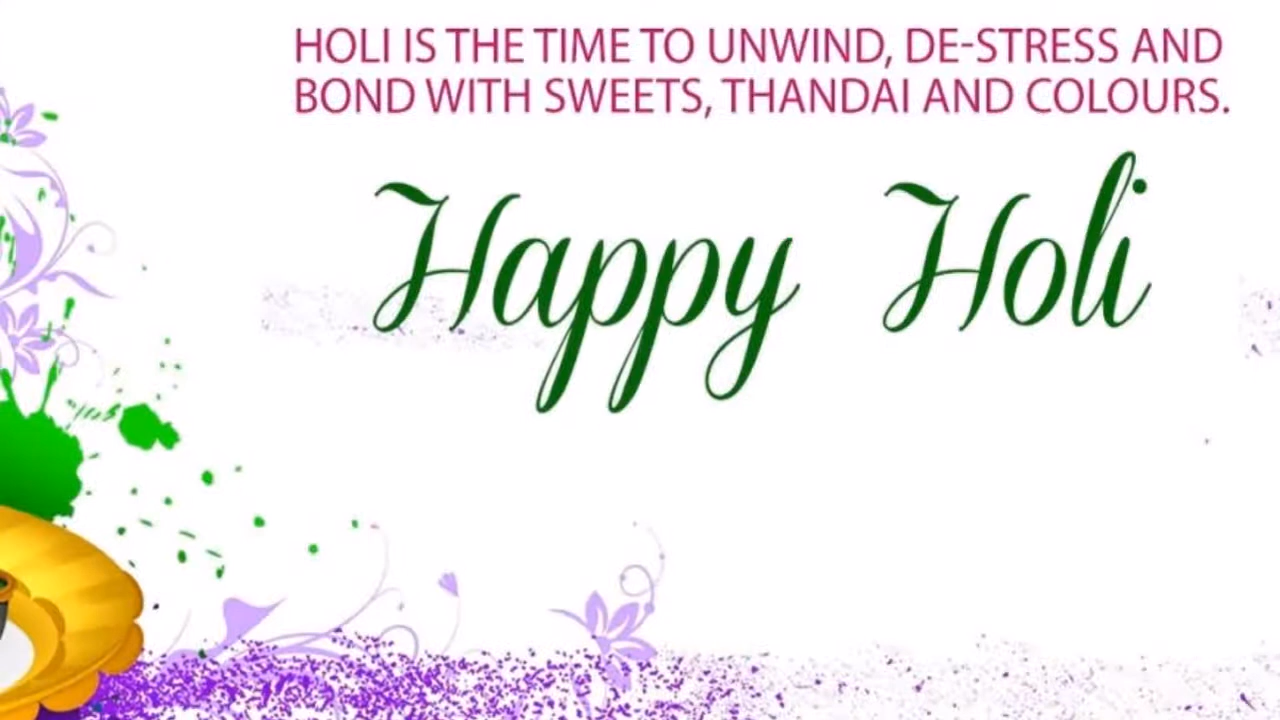 HOLI IS THE TIME TO UNWIND, DE-STRESS AND
BOND WITH SWEETS, THANDAI AND COLOURS.
Happy Holi